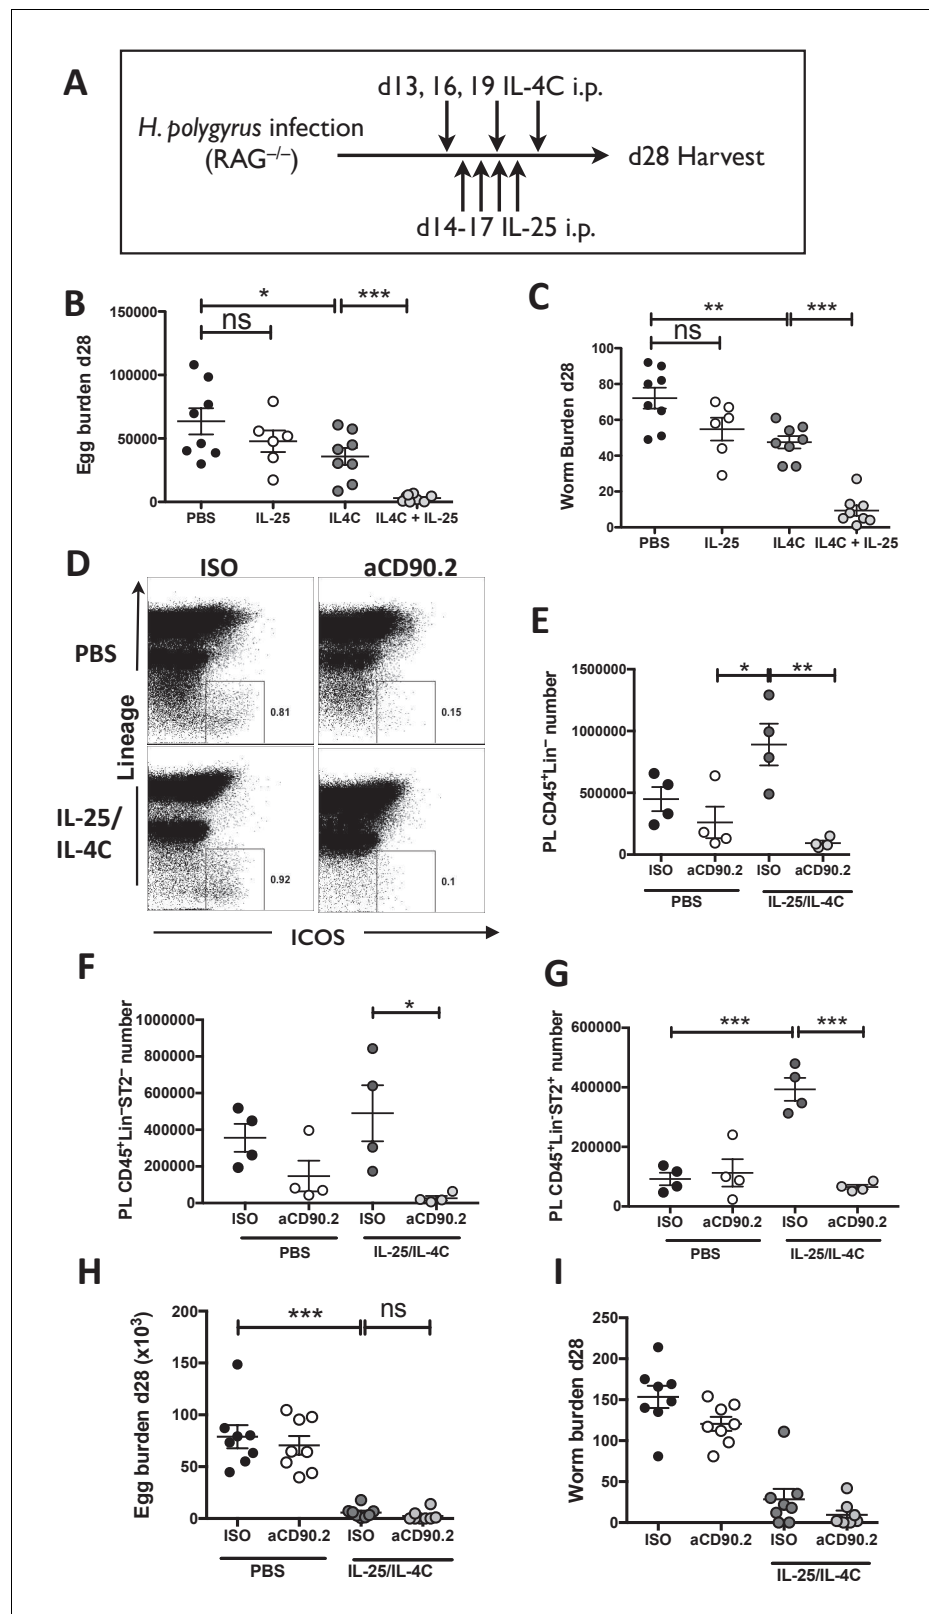 A
d13, 16, 19 IL-4C i.p.
H. polygyrus infection
(RAG–/–)
d28 Harvest
d14-17 IL-25 i.p.
B
*
***
ns
150000
100000
50000
0
Egg burden d28
PBS
IL-25
IL4C
IL4C + IL-25
C
**
***
ns
100
80
60
40
20
0
Worm Burden d28
PBS
IL-25
IL4C
IL4C + IL-25
D
ISO
aCD90.2
PBS
0.81
0.15
Lineage
IL-25/
IL-4C
0.92
0.1
ICOS
E
*
**
1500000
1000000
500000
0
PL CD45+Lin– number
ISO
aCD90.2
ISO
aCD90.2
PBS
IL-25/IL-4C
F
*
1000000
800000
600000
400000
200000
0
PL CD45+Lin–ST2– number
ISO
aCD90.2
ISO
aCD90.2
PBS
IL-25/IL-4C
G
***
***
600000
400000
200000
0
PL CD45+Lin-ST2+ number
ISO
aCD90.2
ISO
aCD90.2
PBS
IL-25/IL-4C
H
***
ns
200
150
100
50
0
Egg burden d28 (x103)
ISO
aCD90.2
ISO
aCD90.2
PBS
IL-25/IL-4C
I
250
200
150
100
50
0
Worm burden d28
ISO
aCD90.2
ISO
aCD90.2
IL-25/IL-4C